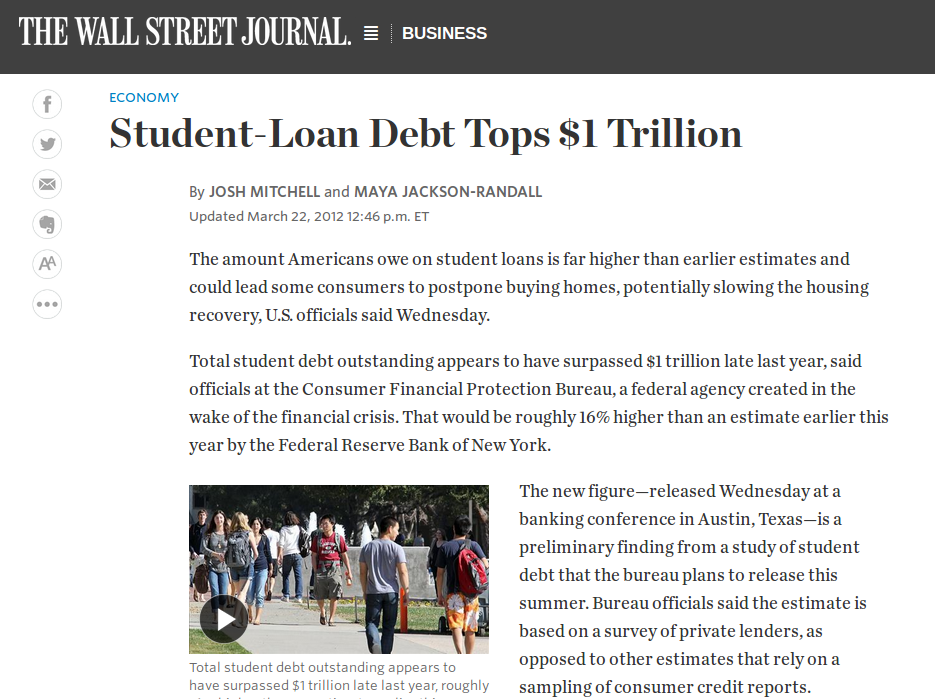 THE WALL STREET JOURNAL. BUSINESS
ECONOMY
Student-Loan Debt Tops $1 Trillion
By JOSH MITCHELL and MAYA JACKSON-RANDALL
Updated March 22, 2012 12:46 p.m. ET
The amount Americans owe on student loans is far higher than earlier estimates and
could lead some consumers to postpone buying homes, potentially slowing the housing
recovery, U.S. officials said Wednesday.
Total student debt outstanding appears to have surpassed $1 trillion late last year, said
officials at the Consumer Financial Protection Bureau, a federal agency created in the
wake of the financial crisis. That would be roughly 16% higher than an estimate earlier this
year by the Federal Reserve Bank of New York.
The new figure—released Wednesday at a
banking conference in Austin, Texas—is a
preliminary finding from a study of student
debt that the bureau plans to release this
summer. Bureau officials said the estimate is
based on a survey of private lenders, as
opposed to other estimates that rely on a
sampling of consumer credit reports.
Total student debt outstanding appears to
have surpassed $1 trillion late last year, roughly